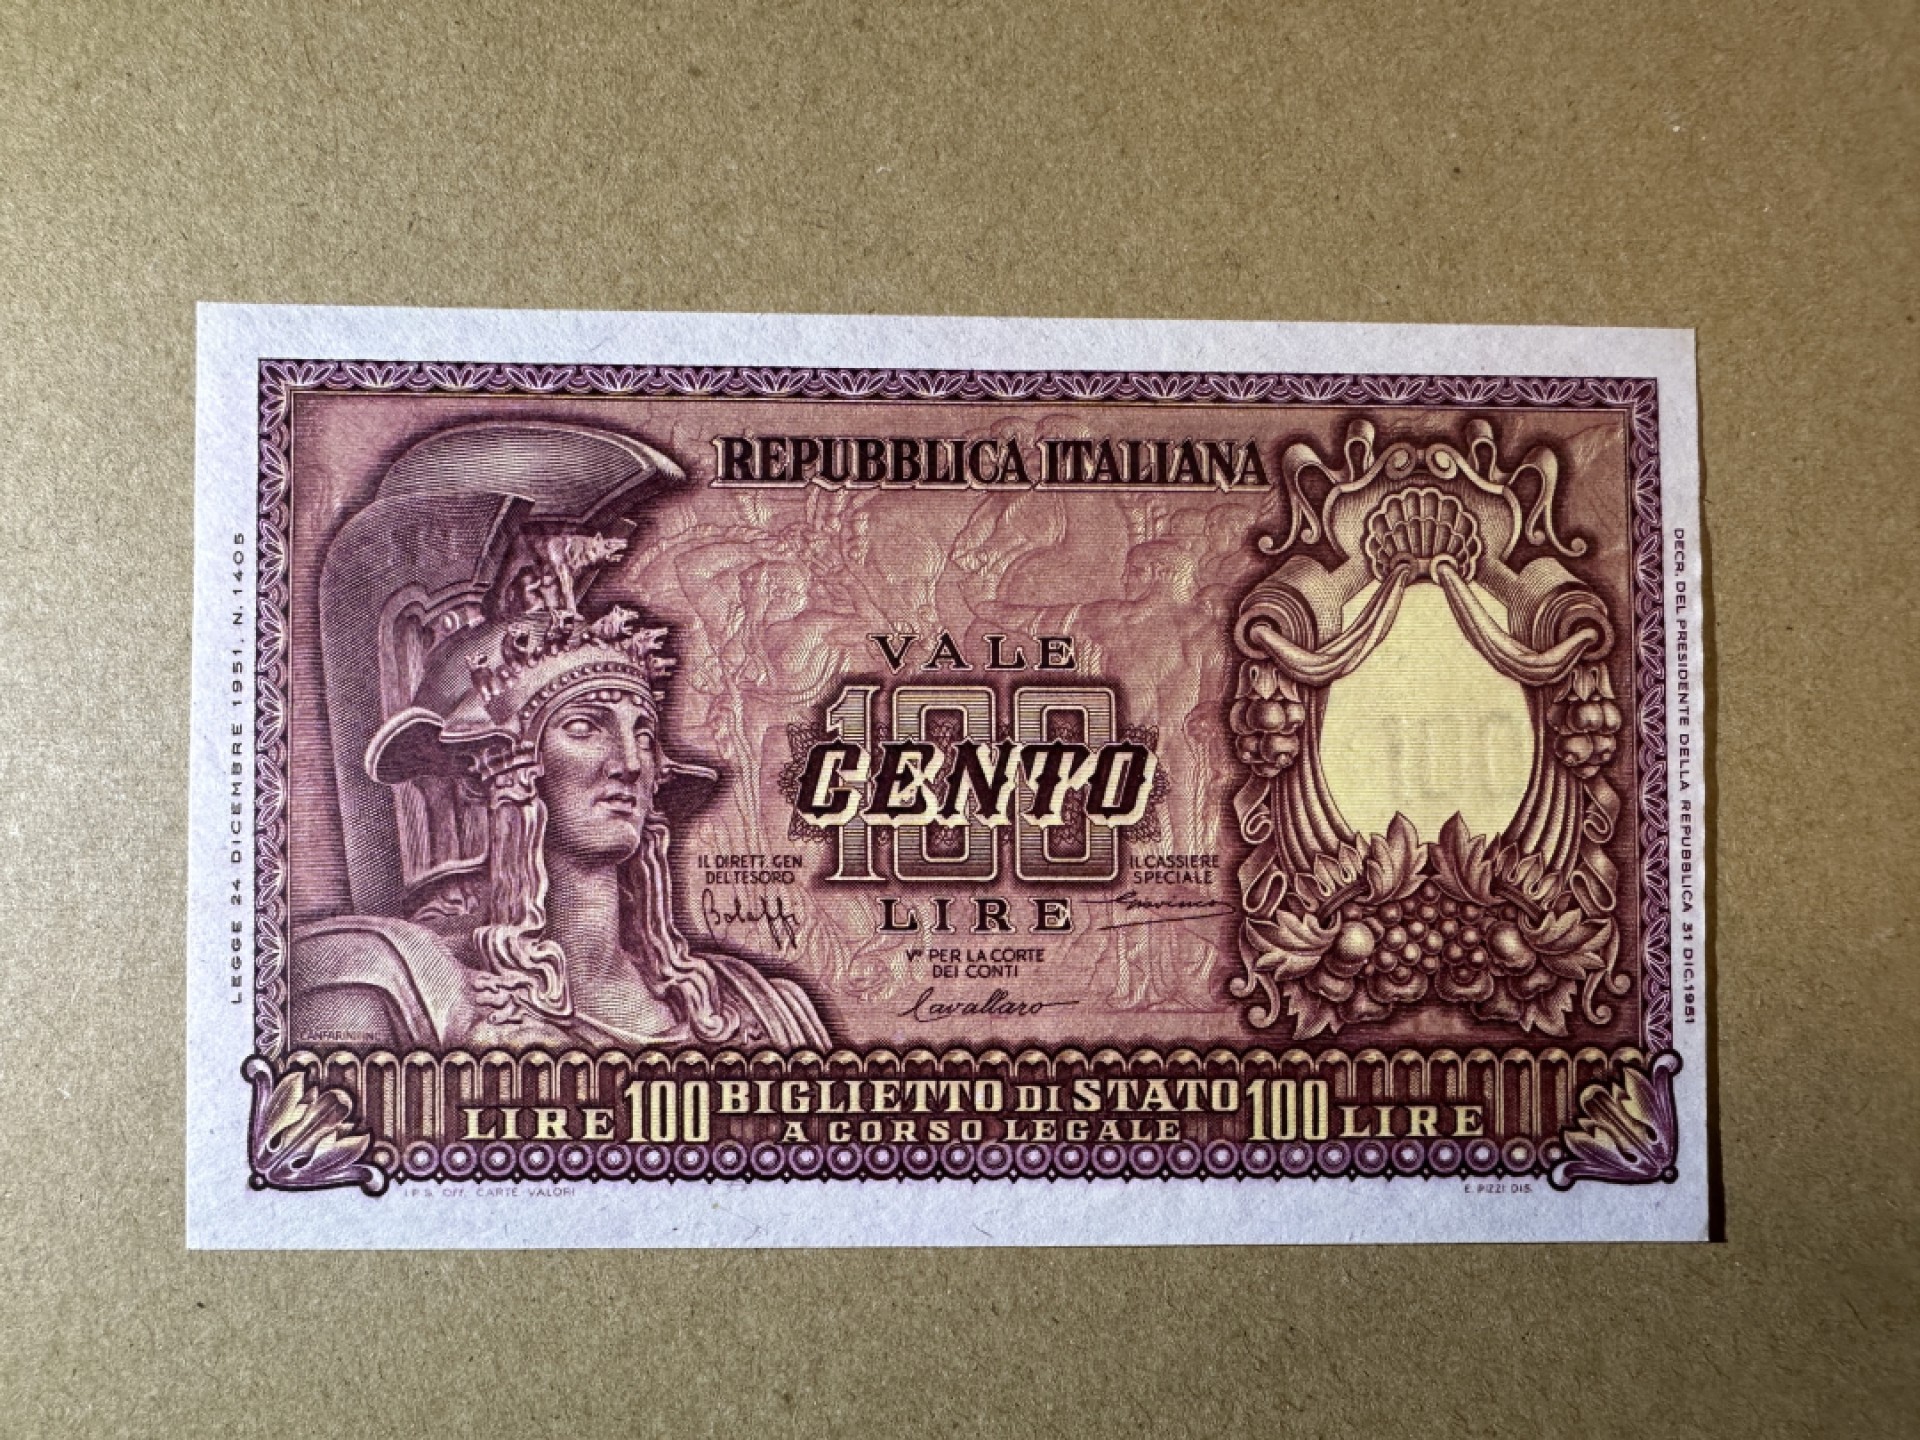 REPUBBLICA ITALIANA
VALE
100
CENTO
LIRE
IL DIRETT. GEN
DEL TESORO
Bolaffi
IL CASSIERE
SPECIALE
Vº PER LA CORTE
DEI CONTI
Cavallaro
LIRE 100 BIGLIETTO DI STATO 100 LIRE
A CORSO LEGALE
I.P.S. OFF. CARTE VALORI
E. PIZZI DIS.
LEGGE 24 DICEMBRE 1951, N. 1405
DECR. DEL PRESIDENTE DELLA REPUBBLICA 31 DIC.1951